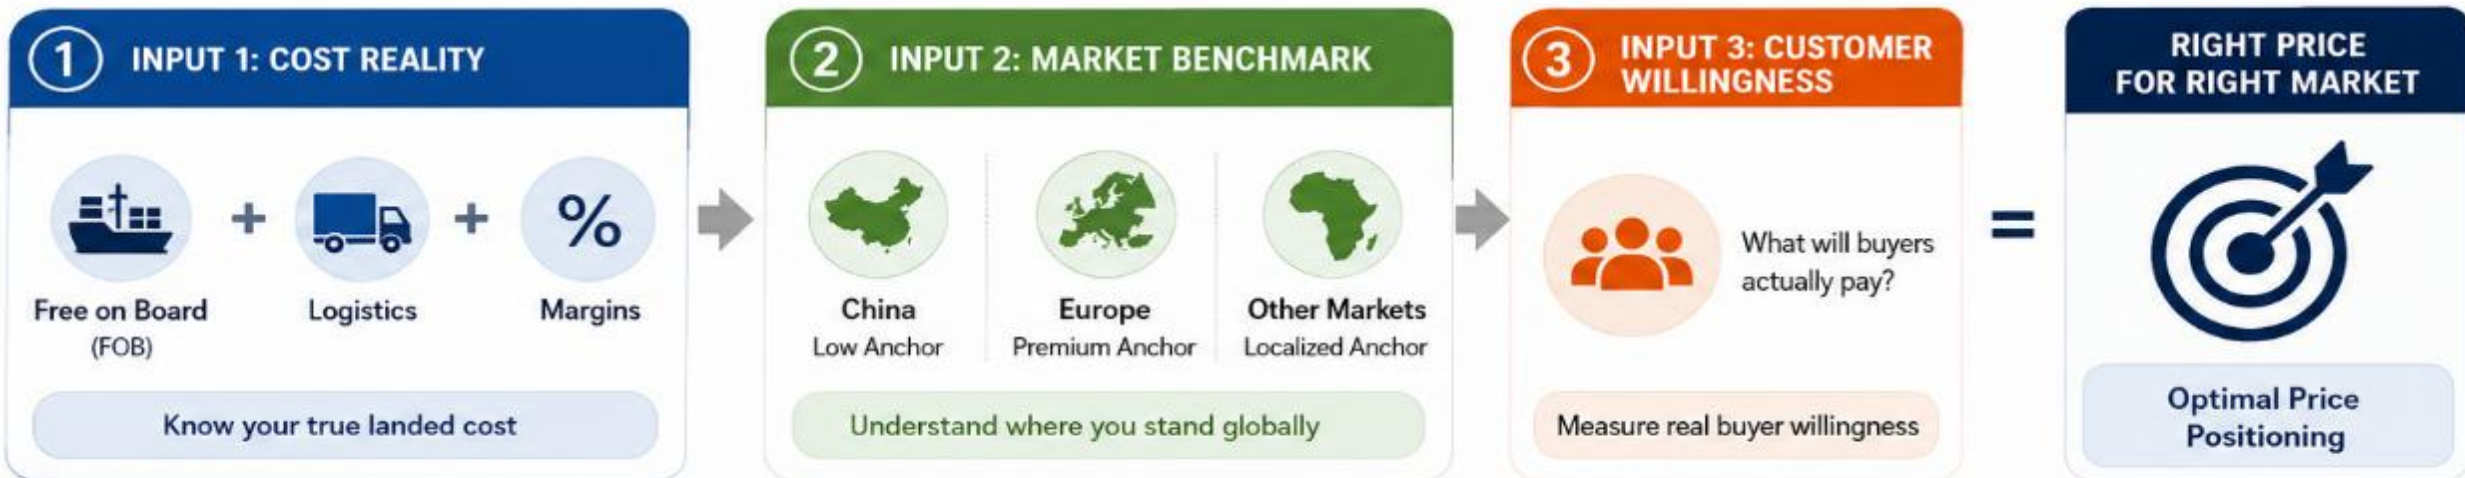 1
INPUT 1: COST REALITY
+
+
%
Free on Board
(FOB)
Logistics
Margins
Know your true landed cost
2
INPUT 2: MARKET BENCHMARK
China
Low Anchor
Europe
Premium Anchor
Other Markets
Localized Anchor
Understand where you stand globally
3
INPUT 3: CUSTOMER
WILLINGNESS
What will buyers
actually pay?
Measure real buyer willingness
=
RIGHT PRICE
FOR RIGHT MARKET
Optimal Price
Positioning